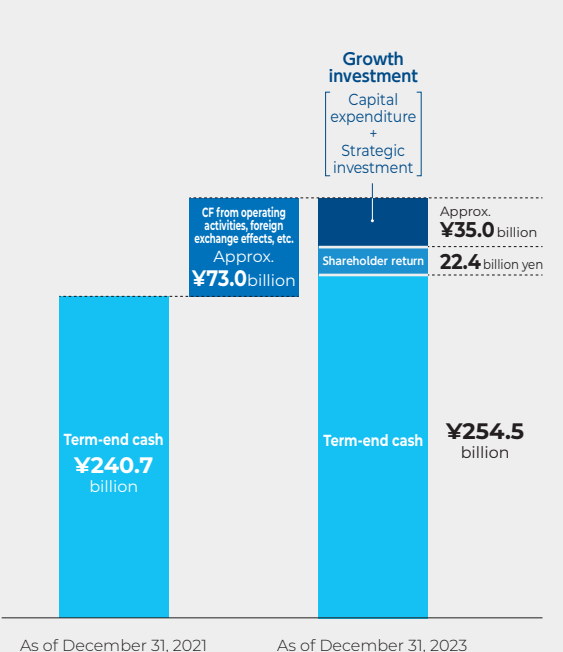 Growth
investment
Capital
expenditure
+
Strategic
investment
CF from operating
activities, foreign
exchange effects, etc.
Approx.
¥73.0 billion
Approx.
¥35.0 billion
Shareholder return
22.4 billion yen
Term-end cash
¥240.7
billion
Term-end cash
¥254.5
billion
As of December 31, 2021
As of December 31, 2023